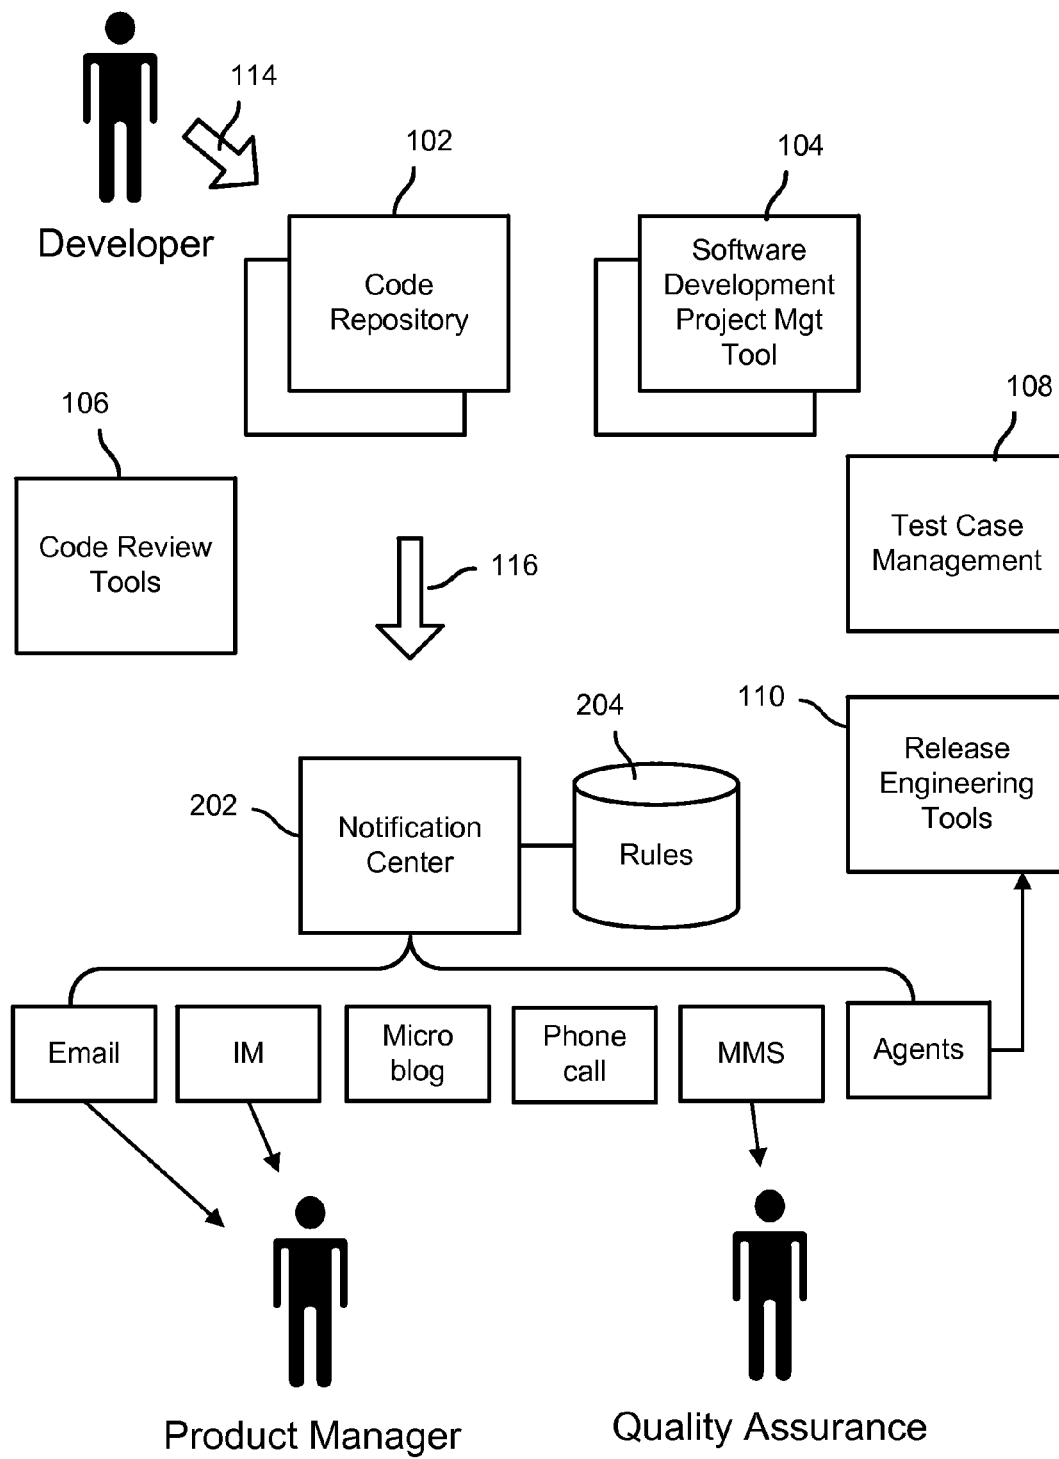 114
Developer
102
104
Code
Repository
Software
Development
Project Mgt
Tool
106
108
Code Review
Tools
116
Test Case
Management
110
204
Release
Engineering
Tools
202
Notification
Center
Rules
Email
IM
Micro
blog
Phone
call
MMS
Agents
Product Manager
Quality Assurance